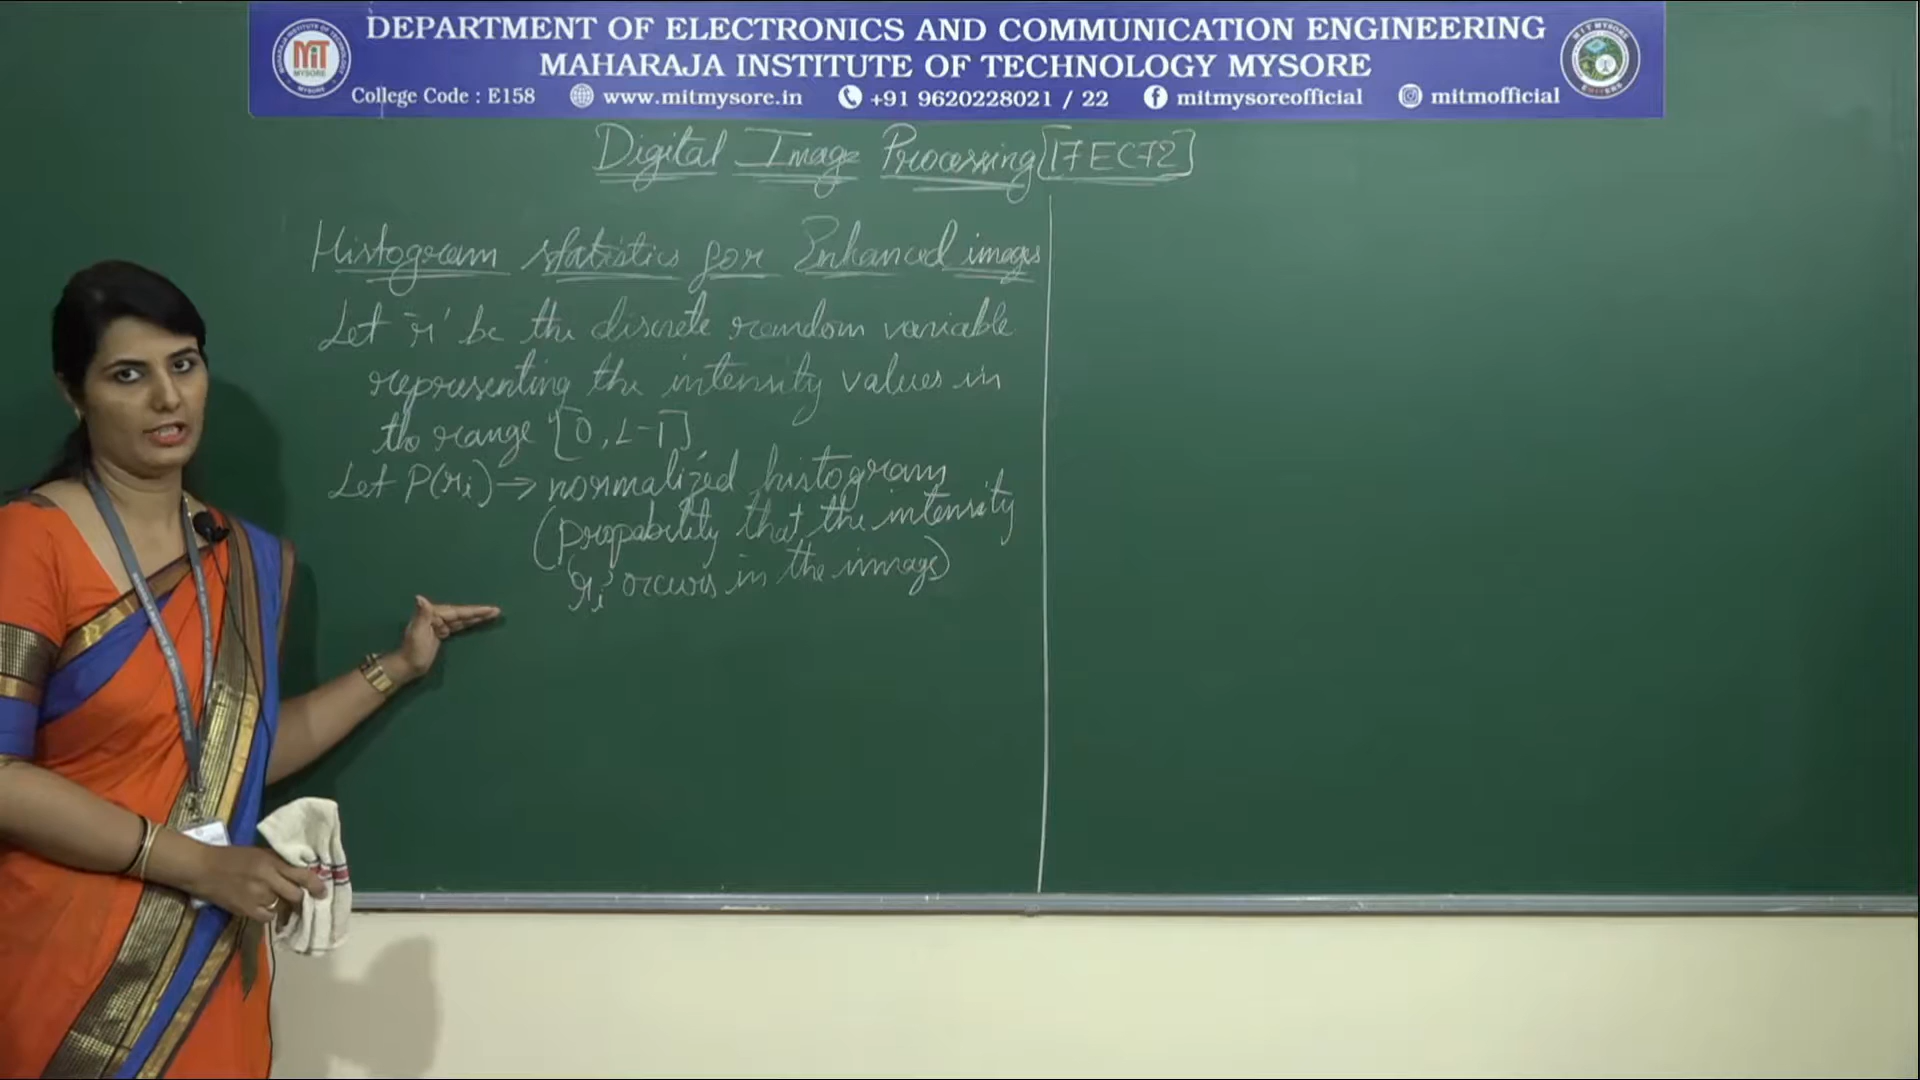 DEPARTMENT OF ELECTRONICS AND COMMUNICATION ENGINEERING
MAHARAJA INSTITUTE OF TECHNOLOGY MYSORE
MiT
MYSORE
College Code : E158 www.mitmysore.in +91 9620228021 / 22 mitmysoreofficial mitmofficial
Digital Image Processing [17EC72]
Histogram statistics for Enhanced images
Let 'r' be the discrete random variable
representing the intensity values in
the range [0, L-1]
Let P(ri) → normalized histogram
(propability that the intensity
'ri' occurs in the image)